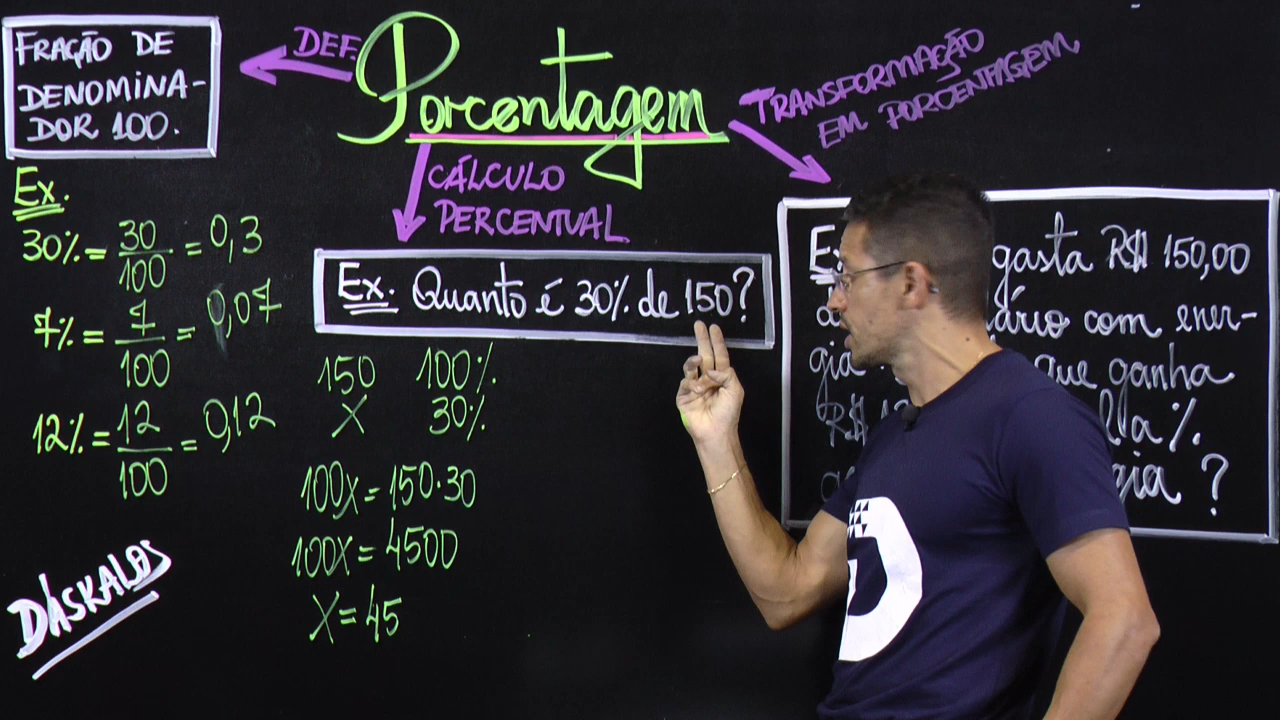 Porcentagem
DEF.
FRAÇÃO DE
DENOMINA-
DOR 100.
Ex.
30% = 30/100 = 0,3
7% = 7/100 = 0,07
12% = 12/100 = 0,12
DÁSKALOS
CÁLCULO
PERCENTUAL
Ex. Quanto é 30% de 150?
150 100%
X 30%
100X = 150·30
100X = 4500
X = 45
TRANSFORMAÇÃO
EM PORCENTAGEM
gasta R$ 150,00
com ener-
gia que ganha
R$ a %.
?